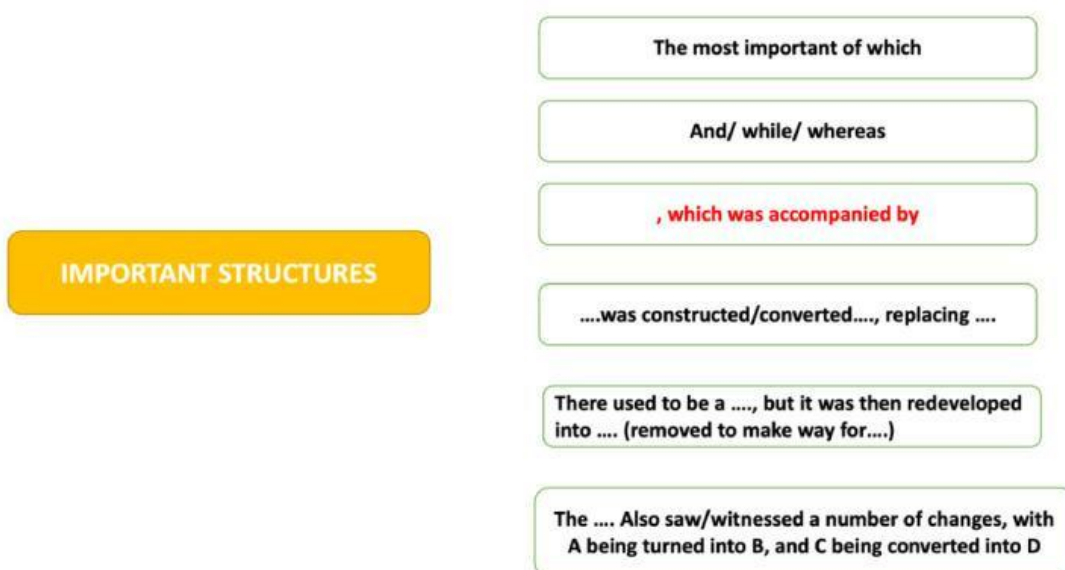 The most important of which
And/ while/ whereas
, which was accompanied by
IMPORTANT STRUCTURES
....was constructed/converted...., replacing ....
There used to be a ...., but it was then redeveloped
into .... (removed to make way for....)
The .... Also saw/witnessed a number of changes, with
A being turned into B, and C being converted into D